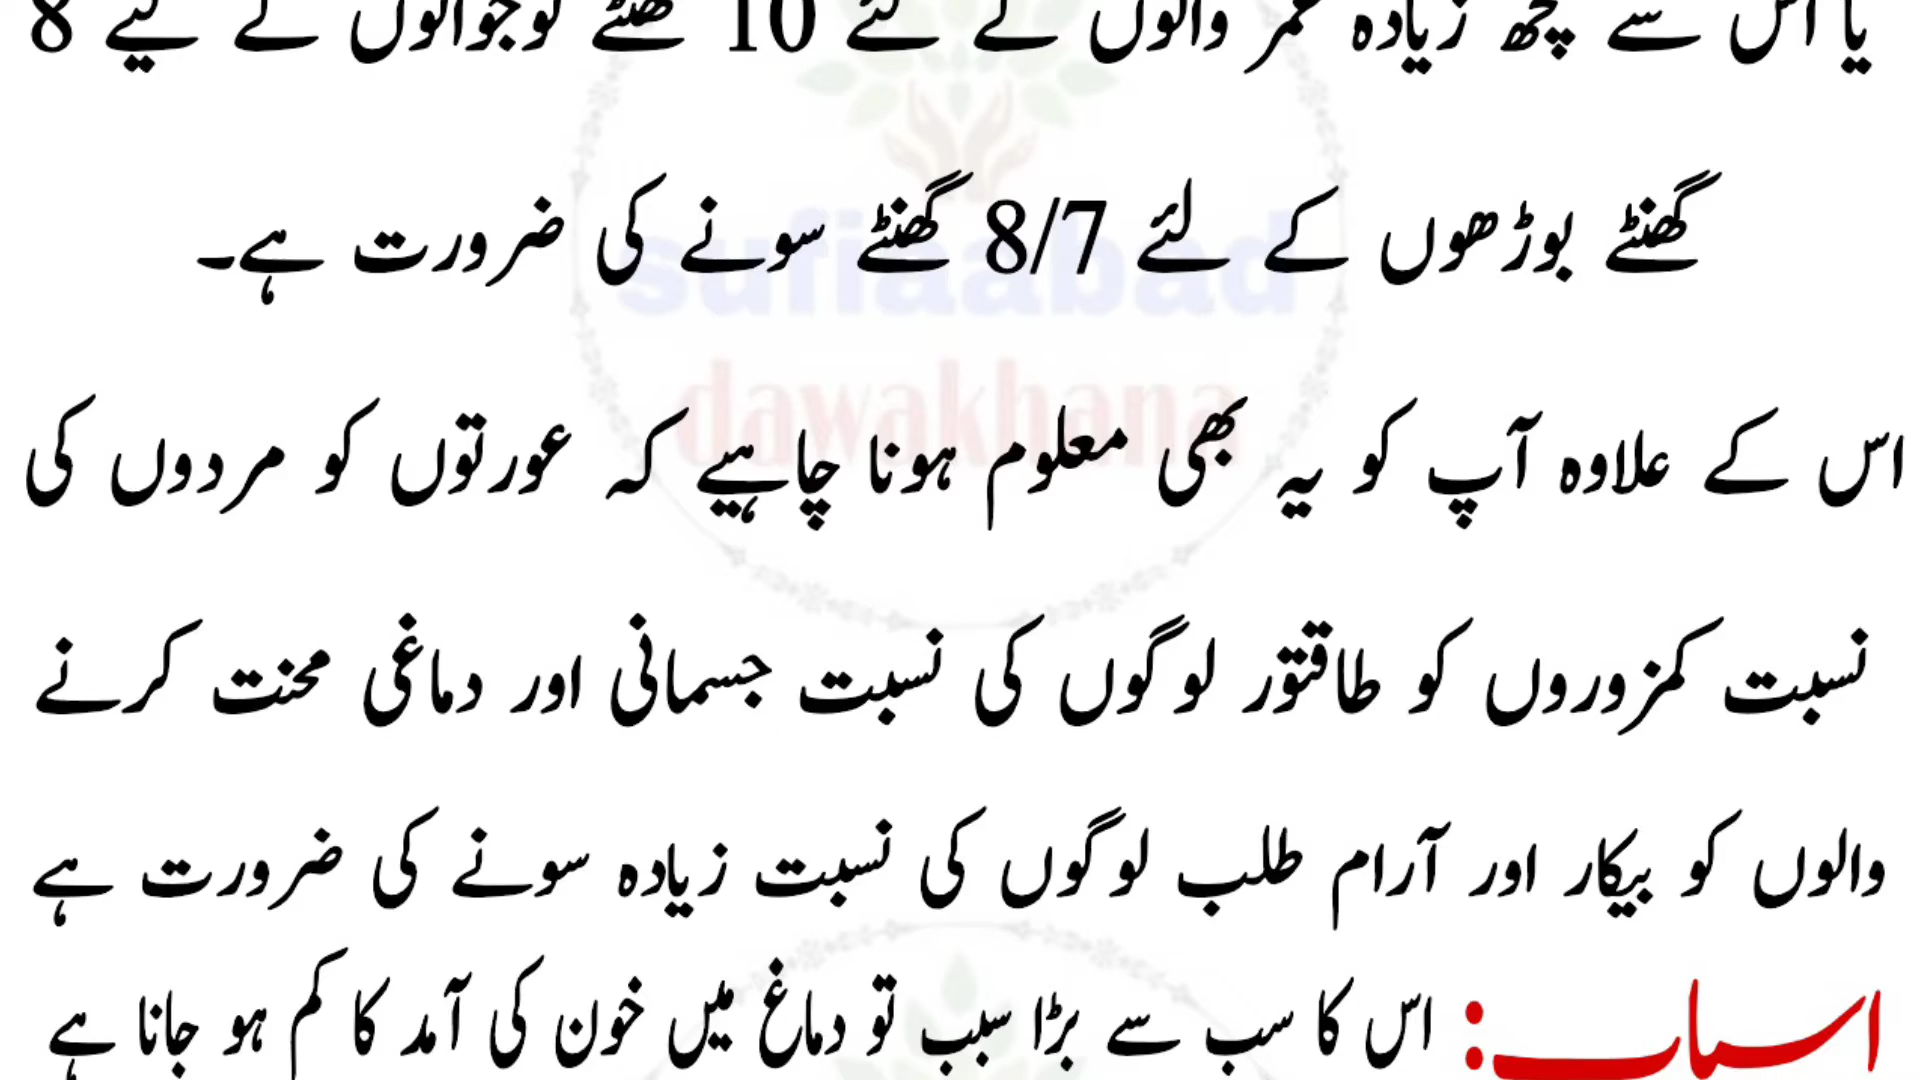 یا اس سے کچھ زیادہ عمر والوں کے لئے 10 گھنٹے نوجوانوں کے لیے 8
گھنٹے بوڑھوں کے لئے 8/7 گھنٹے سونے کی ضرورت ہے۔
sufiaabad
dawakhana
اس کے علاوہ آپ کو یہ بھی معلوم ہونا چاہیے کہ عورتوں کو مردوں کی
نسبت کمزوروں کو طاقتور لوگوں کی نسبت جسمانی اور دماغی محنت کرنے
والوں کو بیکار اور آرام طلب لوگوں کی نسبت زیادہ سونے کی ضرورت ہے
اسباب: اس کا سب سے بڑا سبب تو دماغ میں خون کی آمد کا کم ہو جانا ہے